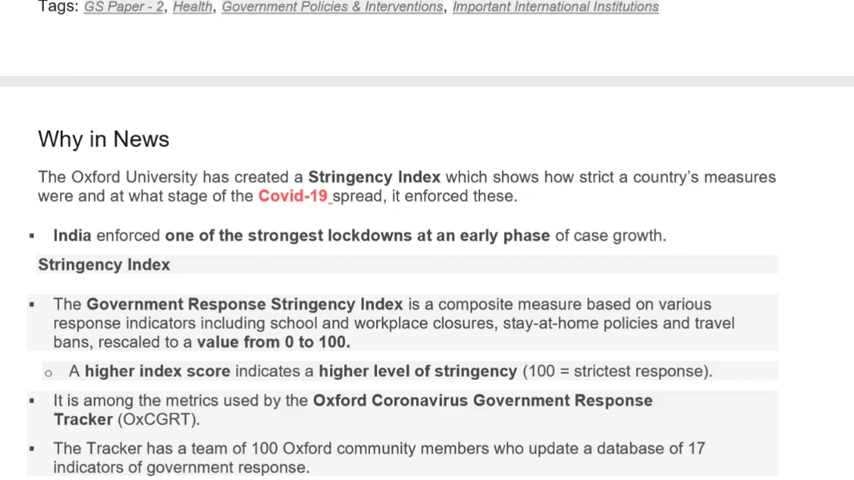 Tags: GS Paper - 2, Health, Government Policies & Interventions, Important International Institutions
Why in News
The Oxford University has created a Stringency Index which shows how strict a country's measures
were and at what stage of the Covid-19 spread, it enforced these.
▪ India enforced one of the strongest lockdowns at an early phase of case growth.
Stringency Index
▪ The Government Response Stringency Index is a composite measure based on various
response indicators including school and workplace closures, stay-at-home policies and travel
bans, rescaled to a value from 0 to 100.
o A higher index score indicates a higher level of stringency (100 = strictest response).
▪ It is among the metrics used by the Oxford Coronavirus Government Response
Tracker (OxCGRT).
▪ The Tracker has a team of 100 Oxford community members who update a database of 17
indicators of government response.